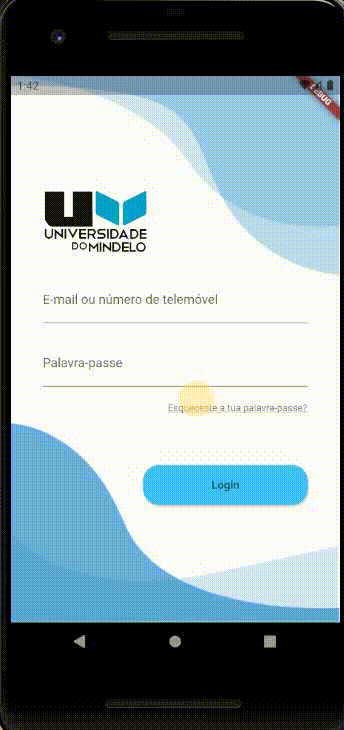 1:42
DEBUG
UNIVERSIDADE
DO MINDELO
E-mail ou número de telemóvel
Palavra-passe
Esqueceste a tua palavra-passe?
Login